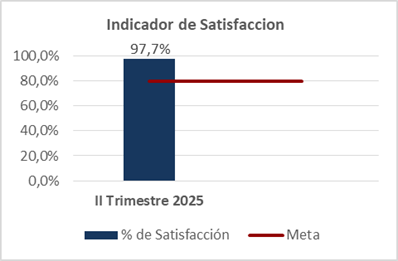 Indicador de Satisfaccion
97,7%
100,0%
80,0%
60,0%
40,0%
20,0%
0,0%
II Trimestre 2025
% de Satisfacción
Meta